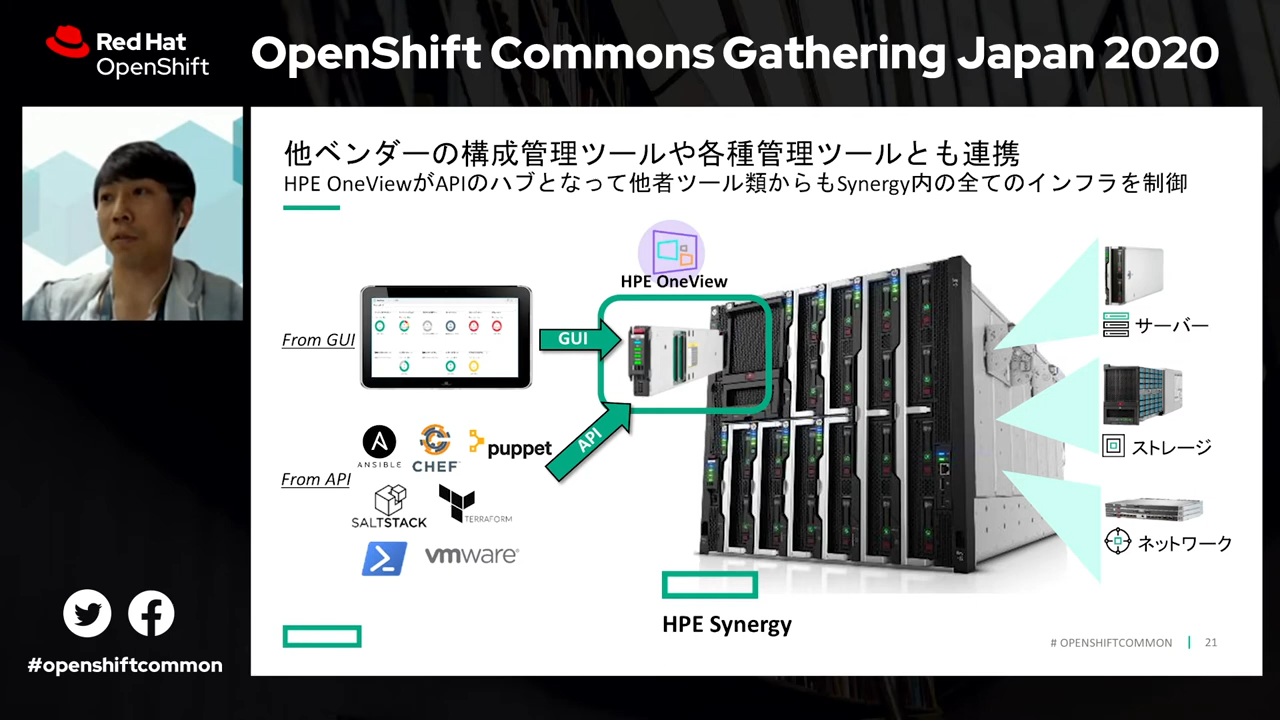 Red Hat
OpenShift
OpenShift Commons Gathering Japan 2020
他ベンダーの構成管理ツールや各種管理ツールとも連携
HPE OneViewがAPIのハブとなって他者ツール類からもSynergy内の全てのインフラを制御
HPE OneView
From GUI
GUI
サーバー
API
ANSIBLE
CHEF
puppet
ストレージ
From API
SALTSTACK
TERRAFORM
vmware
ネットワーク
HPE Synergy
#openshiftcommon
# OPENSHIFTCOMMON
21